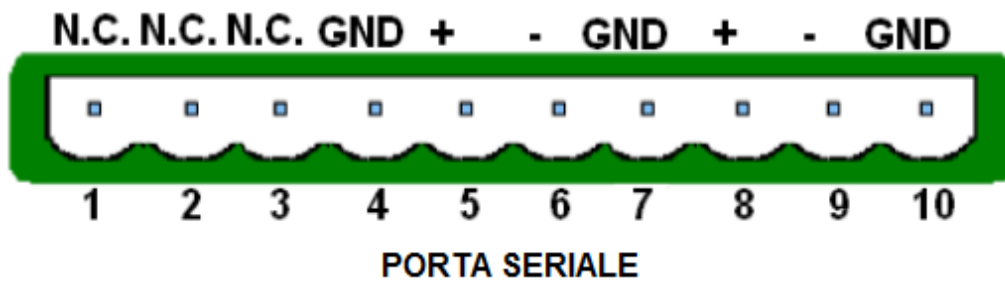 N.C. N.C. N.C. GND + - GND + - GND
1 2 3 4 5 6 7 8 9 10
PORTA SERIALE